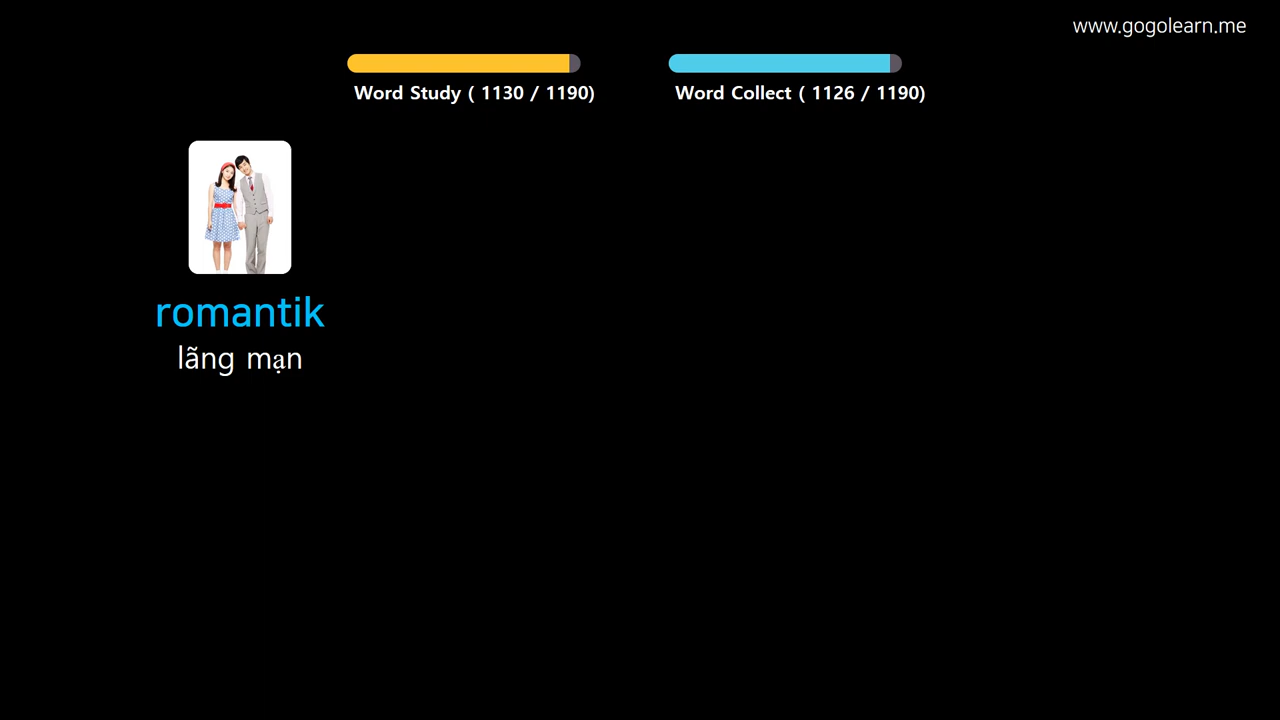 www.gogolearn.me
Word Study ( 1130 / 1190)
Word Collect ( 1126 / 1190)
romantik
lãng mạn